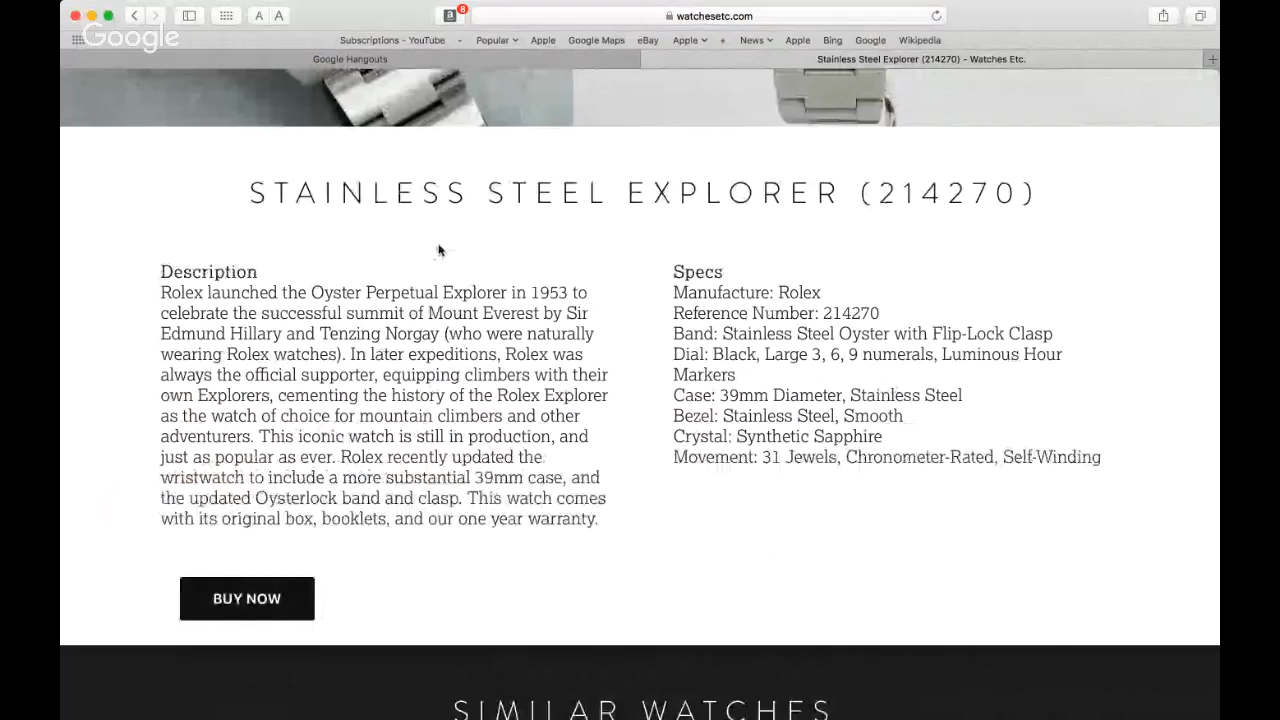 A A
8
watchesetc.com
Google
Subscriptions - YouTube Popular Apple Google Maps eBay Apple + News Apple Bing Google Wikipedia
Google Hangouts
Stainless Steel Explorer (214270) – Watches Etc.
STAINLESS STEEL EXPLORER (214270)
Description
Rolex launched the Oyster Perpetual Explorer in 1953 to
celebrate the successful summit of Mount Everest by Sir
Edmund Hillary and Tenzing Norgay (who were naturally
wearing Rolex watches). In later expeditions, Rolex was
always the official supporter, equipping climbers with their
own Explorers, cementing the history of the Rolex Explorer
as the watch of choice for mountain climbers and other
adventurers. This iconic watch is still in production, and
just as popular as ever. Rolex recently updated the
wristwatch to include a more substantial 39mm case, and
the updated Oysterlock band and clasp. This watch comes
with its original box, booklets, and our one year warranty.
Specs
Manufacture: Rolex
Reference Number: 214270
Band: Stainless Steel Oyster with Flip-Lock Clasp
Dial: Black, Large 3, 6, 9 numerals, Luminous Hour
Markers
Case: 39mm Diameter, Stainless Steel
Bezel: Stainless Steel, Smooth
Crystal: Synthetic Sapphire
Movement: 31 Jewels, Chronometer-Rated, Self-Winding
BUY NOW
SIMILAR WATCHES